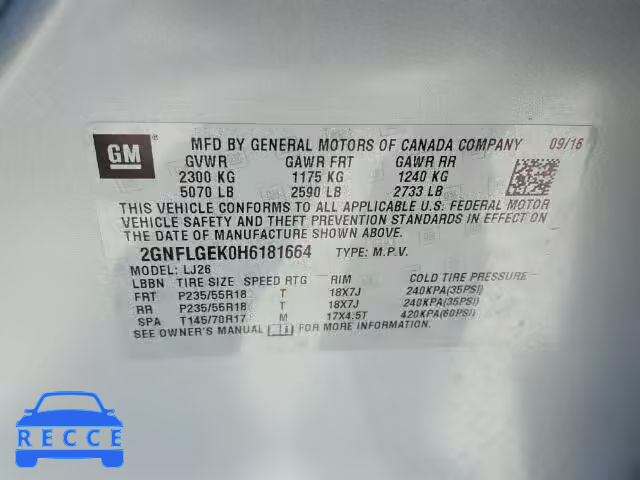 GM
MFD BY GENERAL MOTORS OF CANADA COMPANY 09/16
GVWR GAWR FRT GAWR RR
2300 KG 1175 KG 1240 KG
5070 LB 2590 LB 2733 LB
THIS VEHICLE CONFORMS TO ALL APPLICABLE U.S. FEDERAL MOTOR
VEHICLE SAFETY AND THEFT PREVENTION STANDARDS IN EFFECT ON
THE DATE OF MANUFACTURE SHOWN ABOVE.
2GNFLGEK0H6181664 TYPE: M.P.V.
MODEL: LJ26
LBBN TIRE SIZE SPEED RTG RIM COLD TIRE PRESSURE
FRT P235/55R18 T 18X7J 240KPA(35PSI)
RR P235/55R18 T 18X7J 240KPA(35PSI)
SPA T145/70R17 M 17X4.5T 420KPA(60PSI)
SEE OWNER'S MANUAL FOR MORE INFORMATION.
RECCE